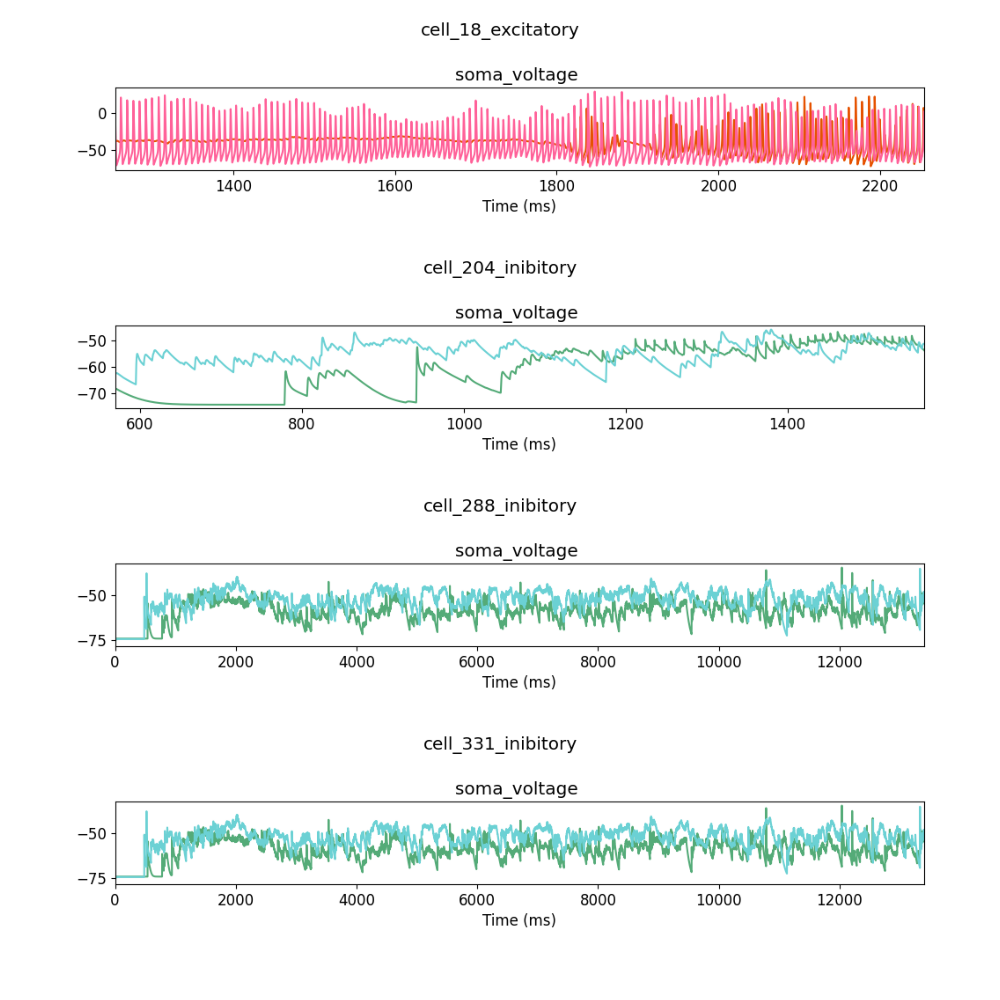 cell_18_excitatory
soma_voltage
0
−50
1400 1600 1800 2000 2200
Time (ms)
cell_204_inibitory
soma_voltage
−50
−60
−70
600 800 1000 1200 1400
Time (ms)
cell_288_inibitory
soma_voltage
−50
−75
0 2000 4000 6000 8000 10000 12000
Time (ms)
cell_331_inibitory
soma_voltage
−50
−75
0 2000 4000 6000 8000 10000 12000
Time (ms)